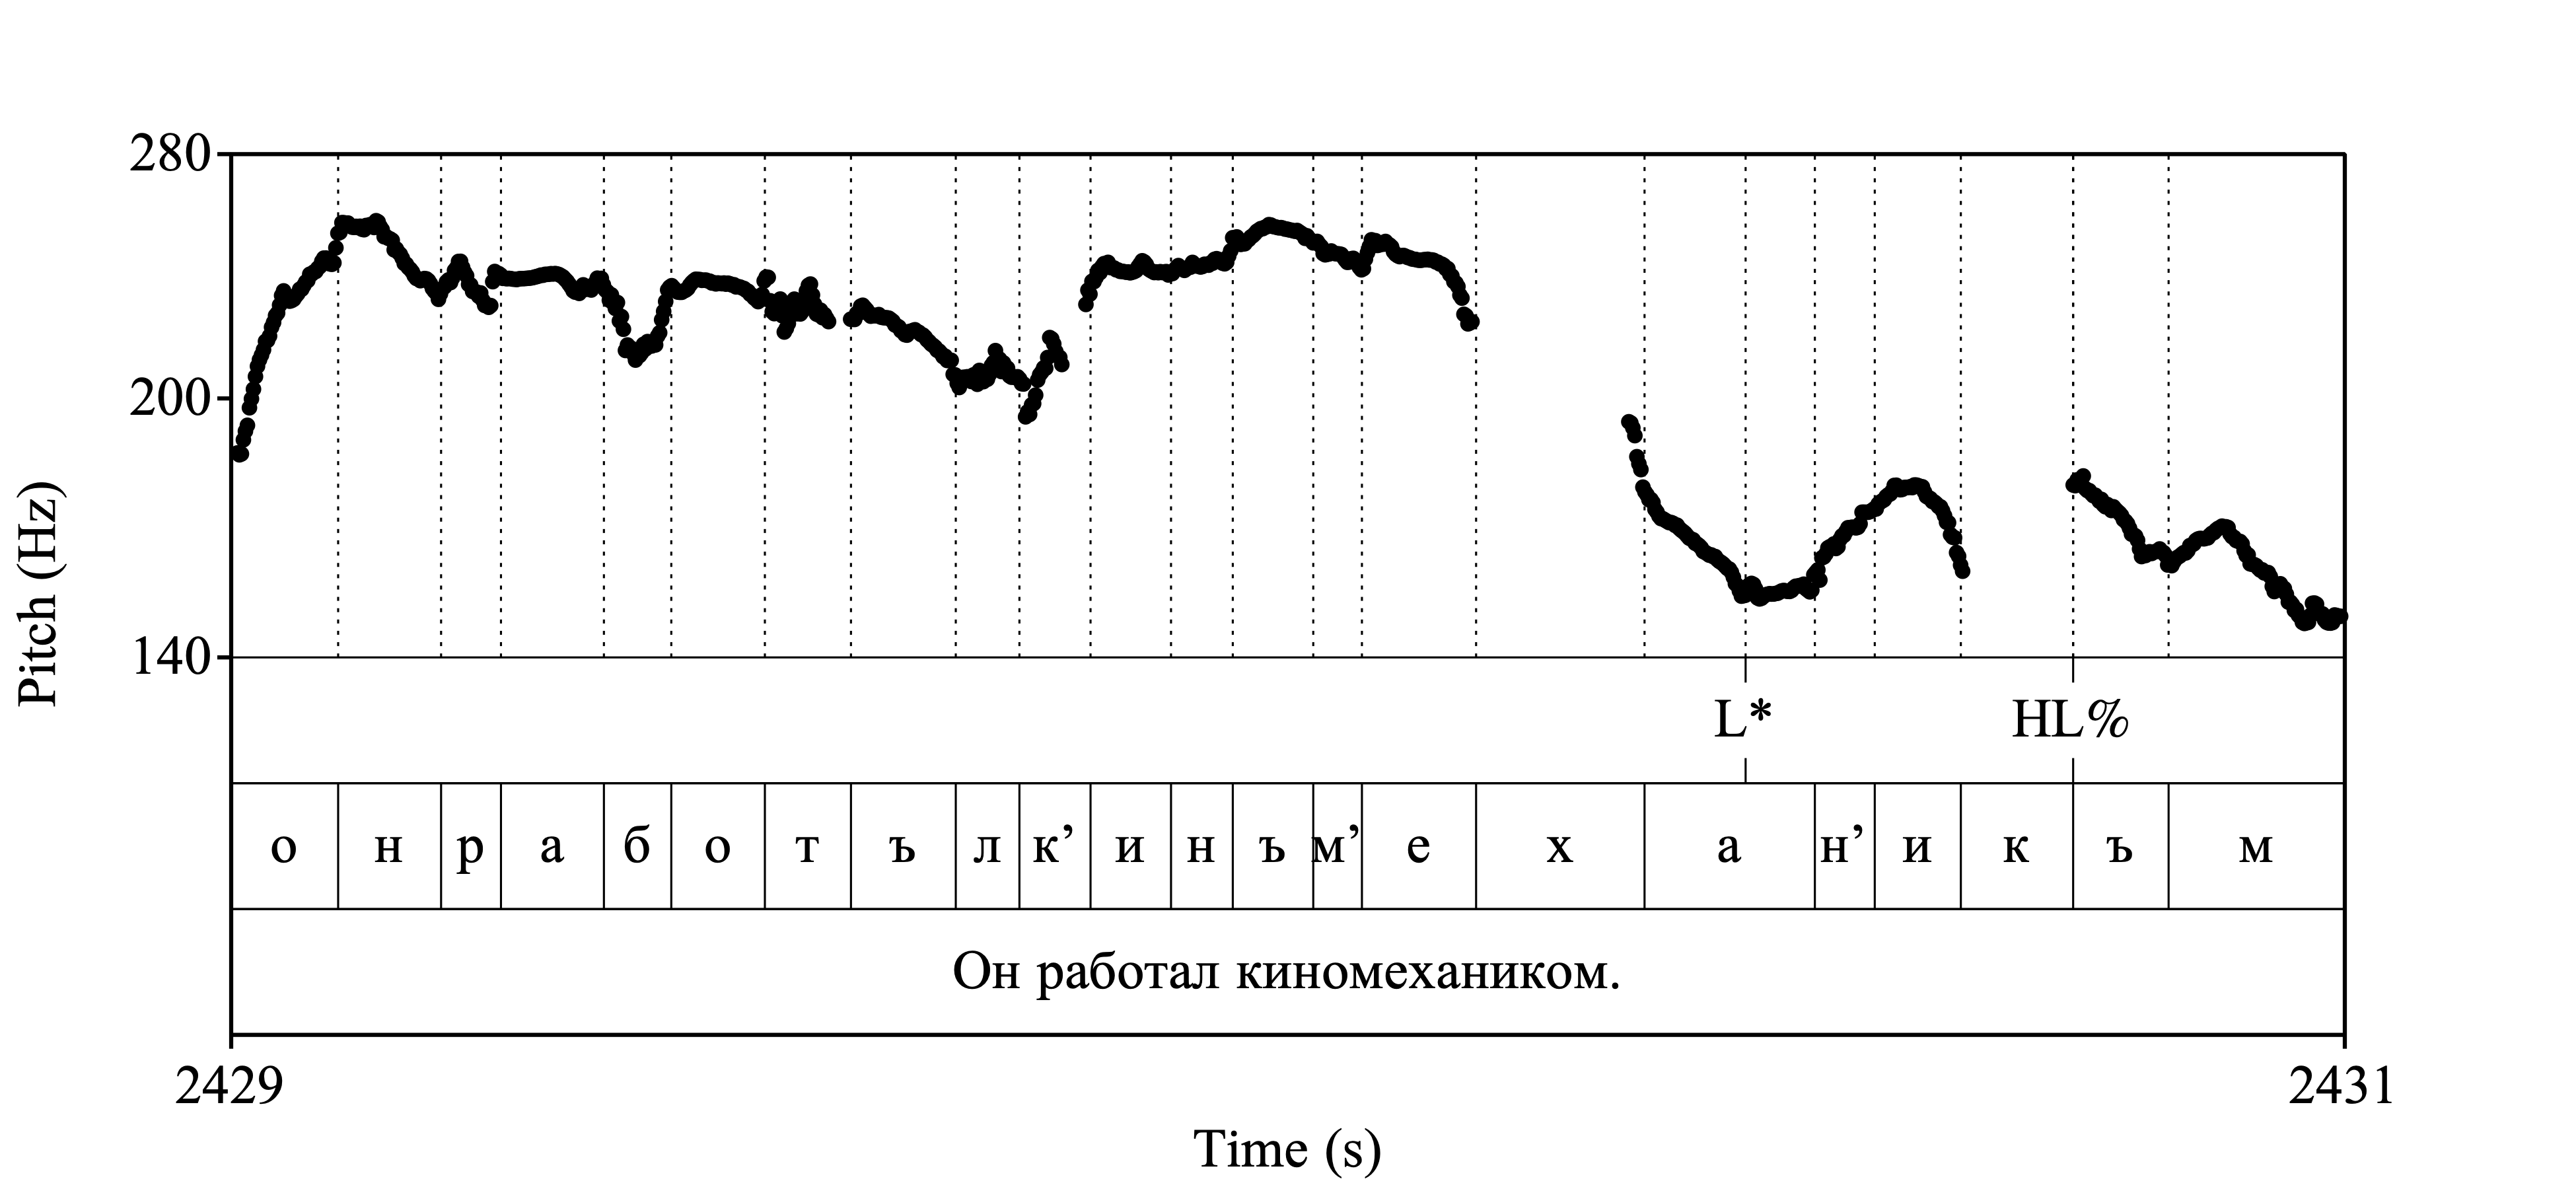 280
200
140
Pitch (Hz)
L* HL%
о н р а б о т ъ л к’ и н ъ м’ е х а н’ и к ъ м
Он работал киномехаником.
2429 2431
Time (s)